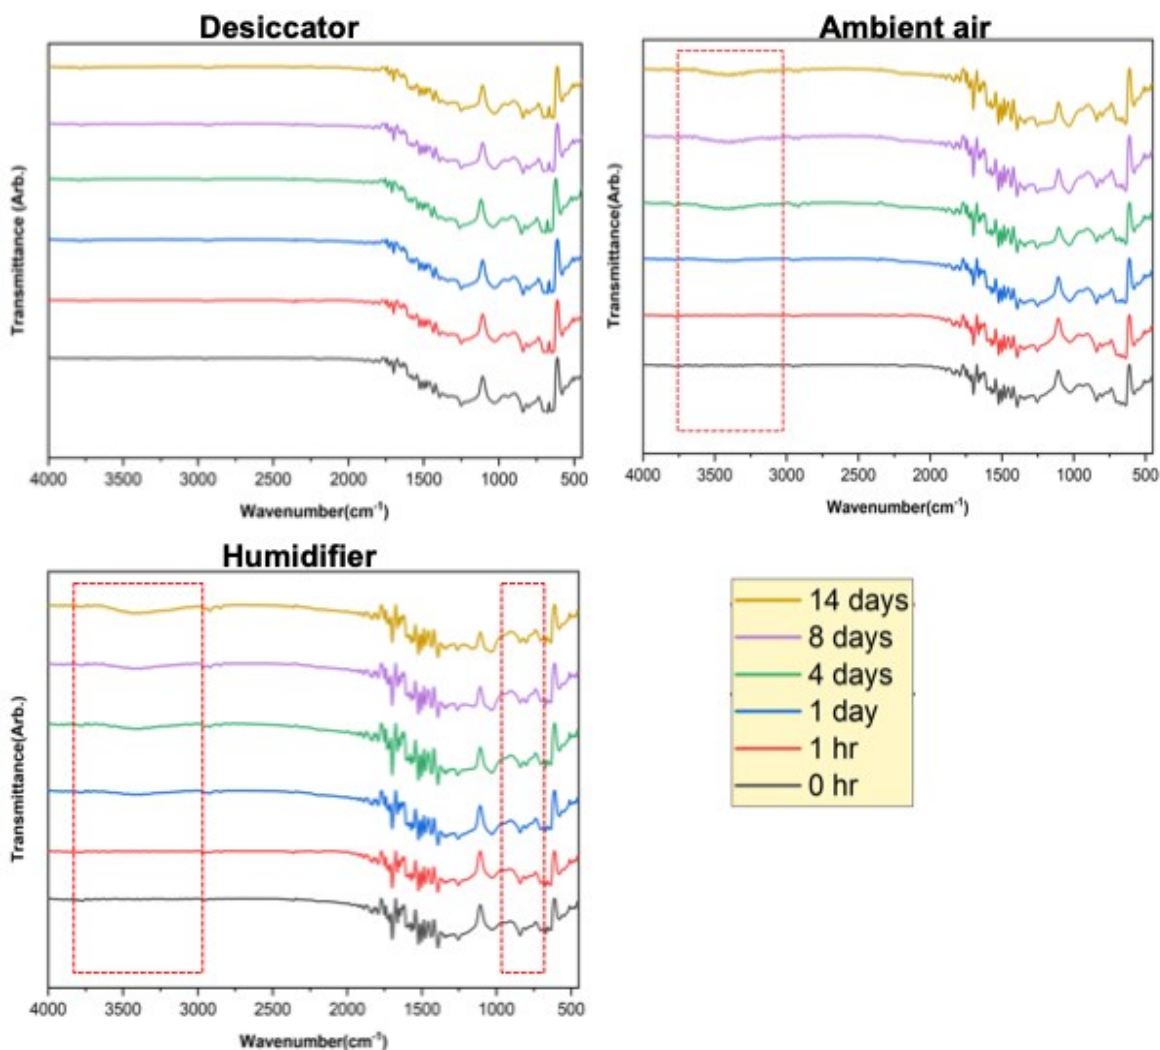 Desiccator
Transmittance (Arb.)
4000 3500 3000 2500 2000 1500 1000 500
Wavenumber(cm⁻¹)
Ambient air
Transmittance(Arb.)
4000 3500 3000 2500 2000 1500 1000 500
Wavenumber(cm⁻¹)
Humidifier
Transmittance(Arb.)
4000 3500 3000 2500 2000 1500 1000 500
Wavenumber(cm⁻¹)
14 days
8 days
4 days
1 day
1 hr
0 hr